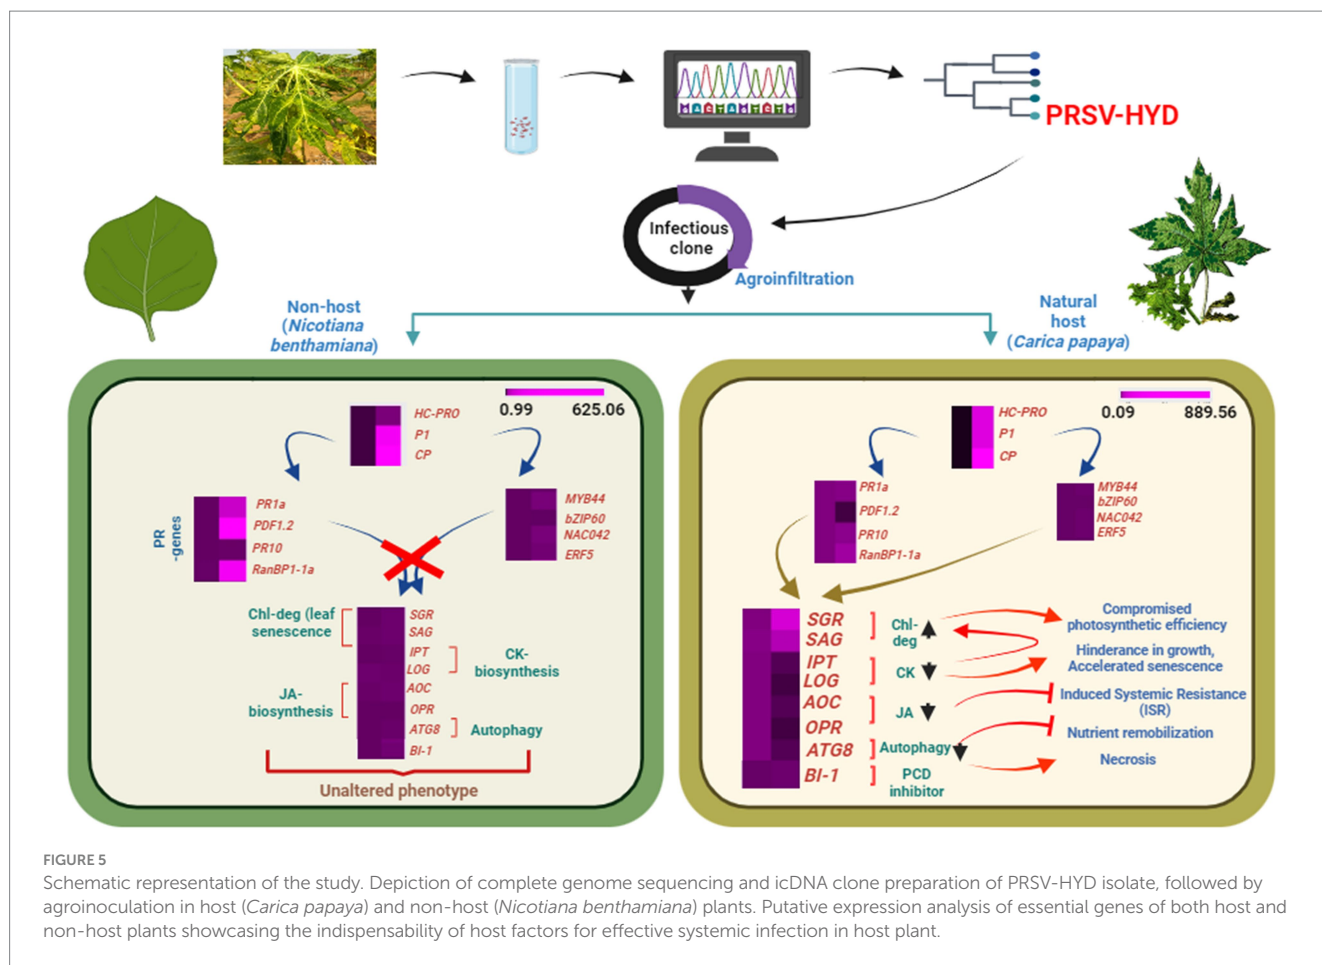 PRSV-HYD
Infectious
clone
Agroinfiltration
Non-host
(Nicotiana
benthamiana)
Natural
host
(Carica papaya)
0.99 625.06
HC-PRO
P1
CP
PR
-genes
PR1a
PDF1.2
PR10
RanBP1-1a
MYB44
bZIP60
NAC042
ERF5
Chl-deg (leaf
senescence
JA-
biosynthesis
SGR
SAG
IPT
LOG
AOC
OPR
ATG8
BI-1
CK-
biosynthesis
Autophagy
Unaltered phenotype
0.09 889.56
HC-PRO
P1
CP
PR1a
PDF1.2
PR10
RanBP1-1a
MYB44
bZIP60
NAC042
ERF5
SGR
SAG
IPT
LOG
AOC
OPR
ATG8
BI-1
Chl-
deg
CK
JA
Autophagy
PCD
inhibitor
Compromised
photosynthetic efficiency
Hinderance in growth,
Accelerated senescence
Induced Systemic Resistance
(ISR)
Nutrient remobilization
Necrosis
FIGURE 5
Schematic representation of the study. Depiction of complete genome sequencing and icDNA clone preparation of PRSV-HYD isolate, followed by
agroinoculation in host (Carica papaya) and non-host (Nicotiana benthamiana) plants. Putative expression analysis of essential genes of both host and
non-host plants showcasing the indispensability of host factors for effective systemic infection in host plant.